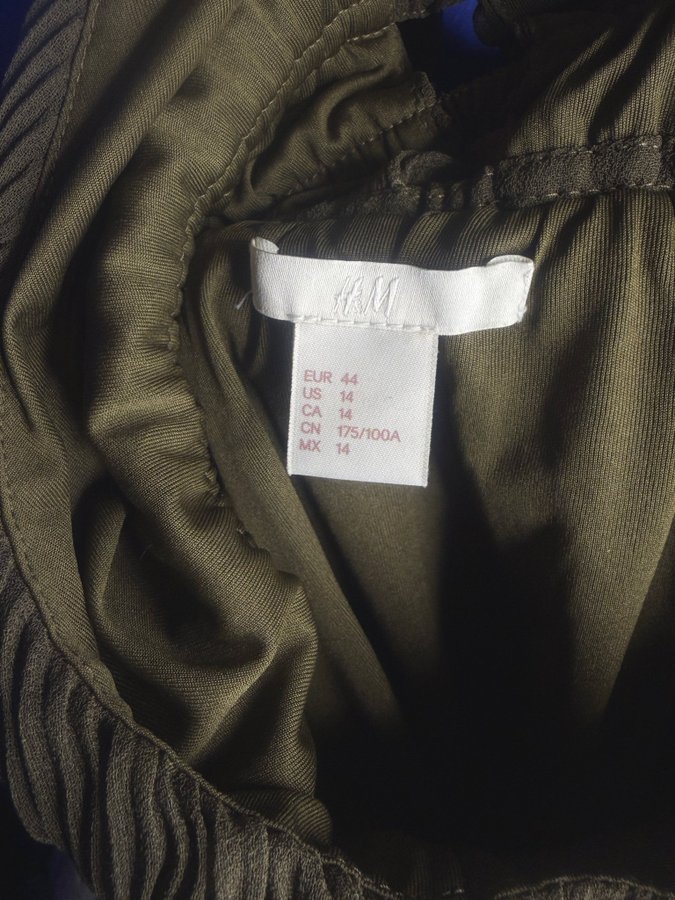 H&M
EUR 44
US 14
CA 14
CN 175/100A
MX 14